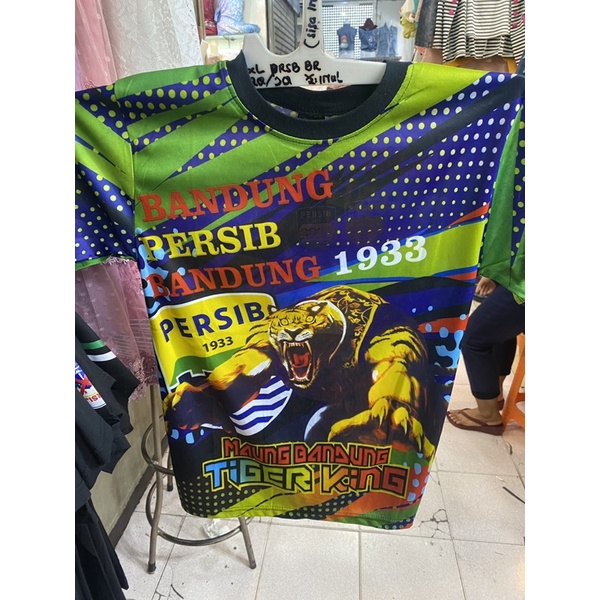 BANDUNG
PERSIB
BANDUNG 1933
PERSIB
1933
MAUNG BANDUNG
TIGER KING